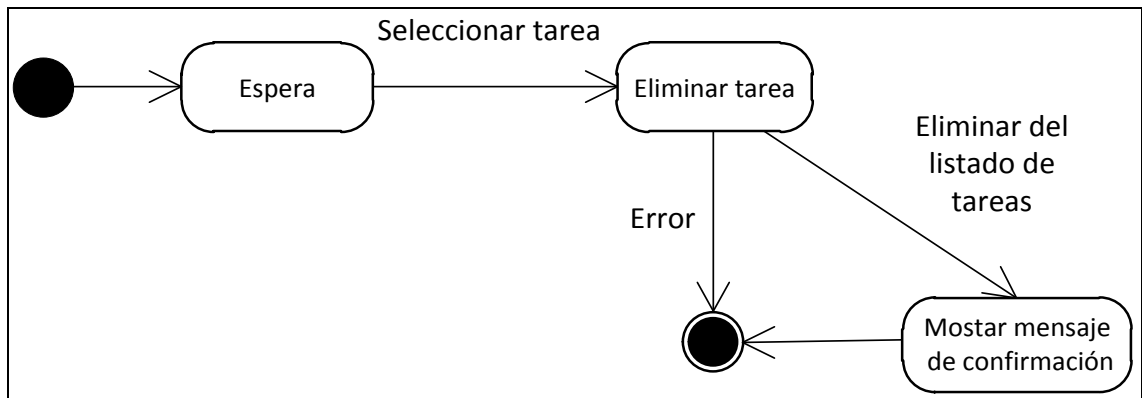 Seleccionar tarea
Espera
Eliminar tarea
Eliminar del
listado de
tareas
Error
Mostar mensaje
de confirmación